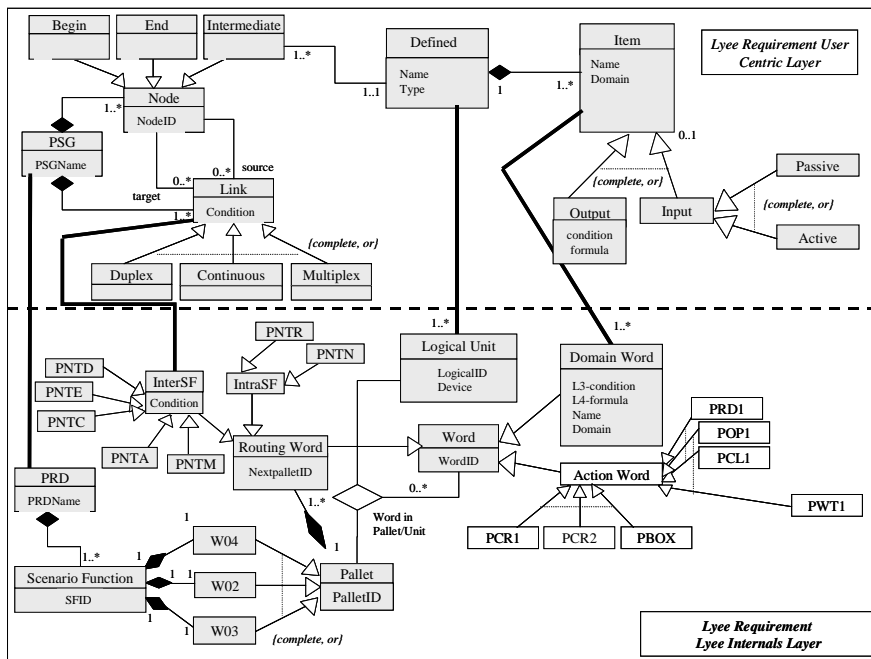 Begin
End
Intermediate
Defined
Name
Type
Item
Name
Domain
Lyee Requirement User
Centric Layer
1..*
1..1
1
1..*
Node
NodeID
1..*
PSG
PSGName
0..1
source
0..*
0..*
target
Link
Condition
1..*
{complete, or}
Passive
{complete, or}
Output
condition
formula
Input
{complete, or}
Active
Duplex
Continuous
Multiplex
1..*
1..*
PNTR
PNTN
PNTD
PNTE
PNTC
PNTA
PNTM
InterSF
Condition
IntraSF
Logical Unit
LogicalID
Device
Domain Word
L3-condition
L4-formula
Name
Domain
PRD1
POP1
PCL1
PWT1
Routing Word
NextpalletID
Word
WordID
Action Word
PRD
PRDName
1..*
0..*
Word in
Pallet/Unit
PCR1
PCR2
PBOX
1
1..*
1
W04
1
Scenario Function
SFID
1
1
W02
Pallet
PalletID
1
1
W03
{complete, or}
Lyee Requirement
Lyee Internals Layer